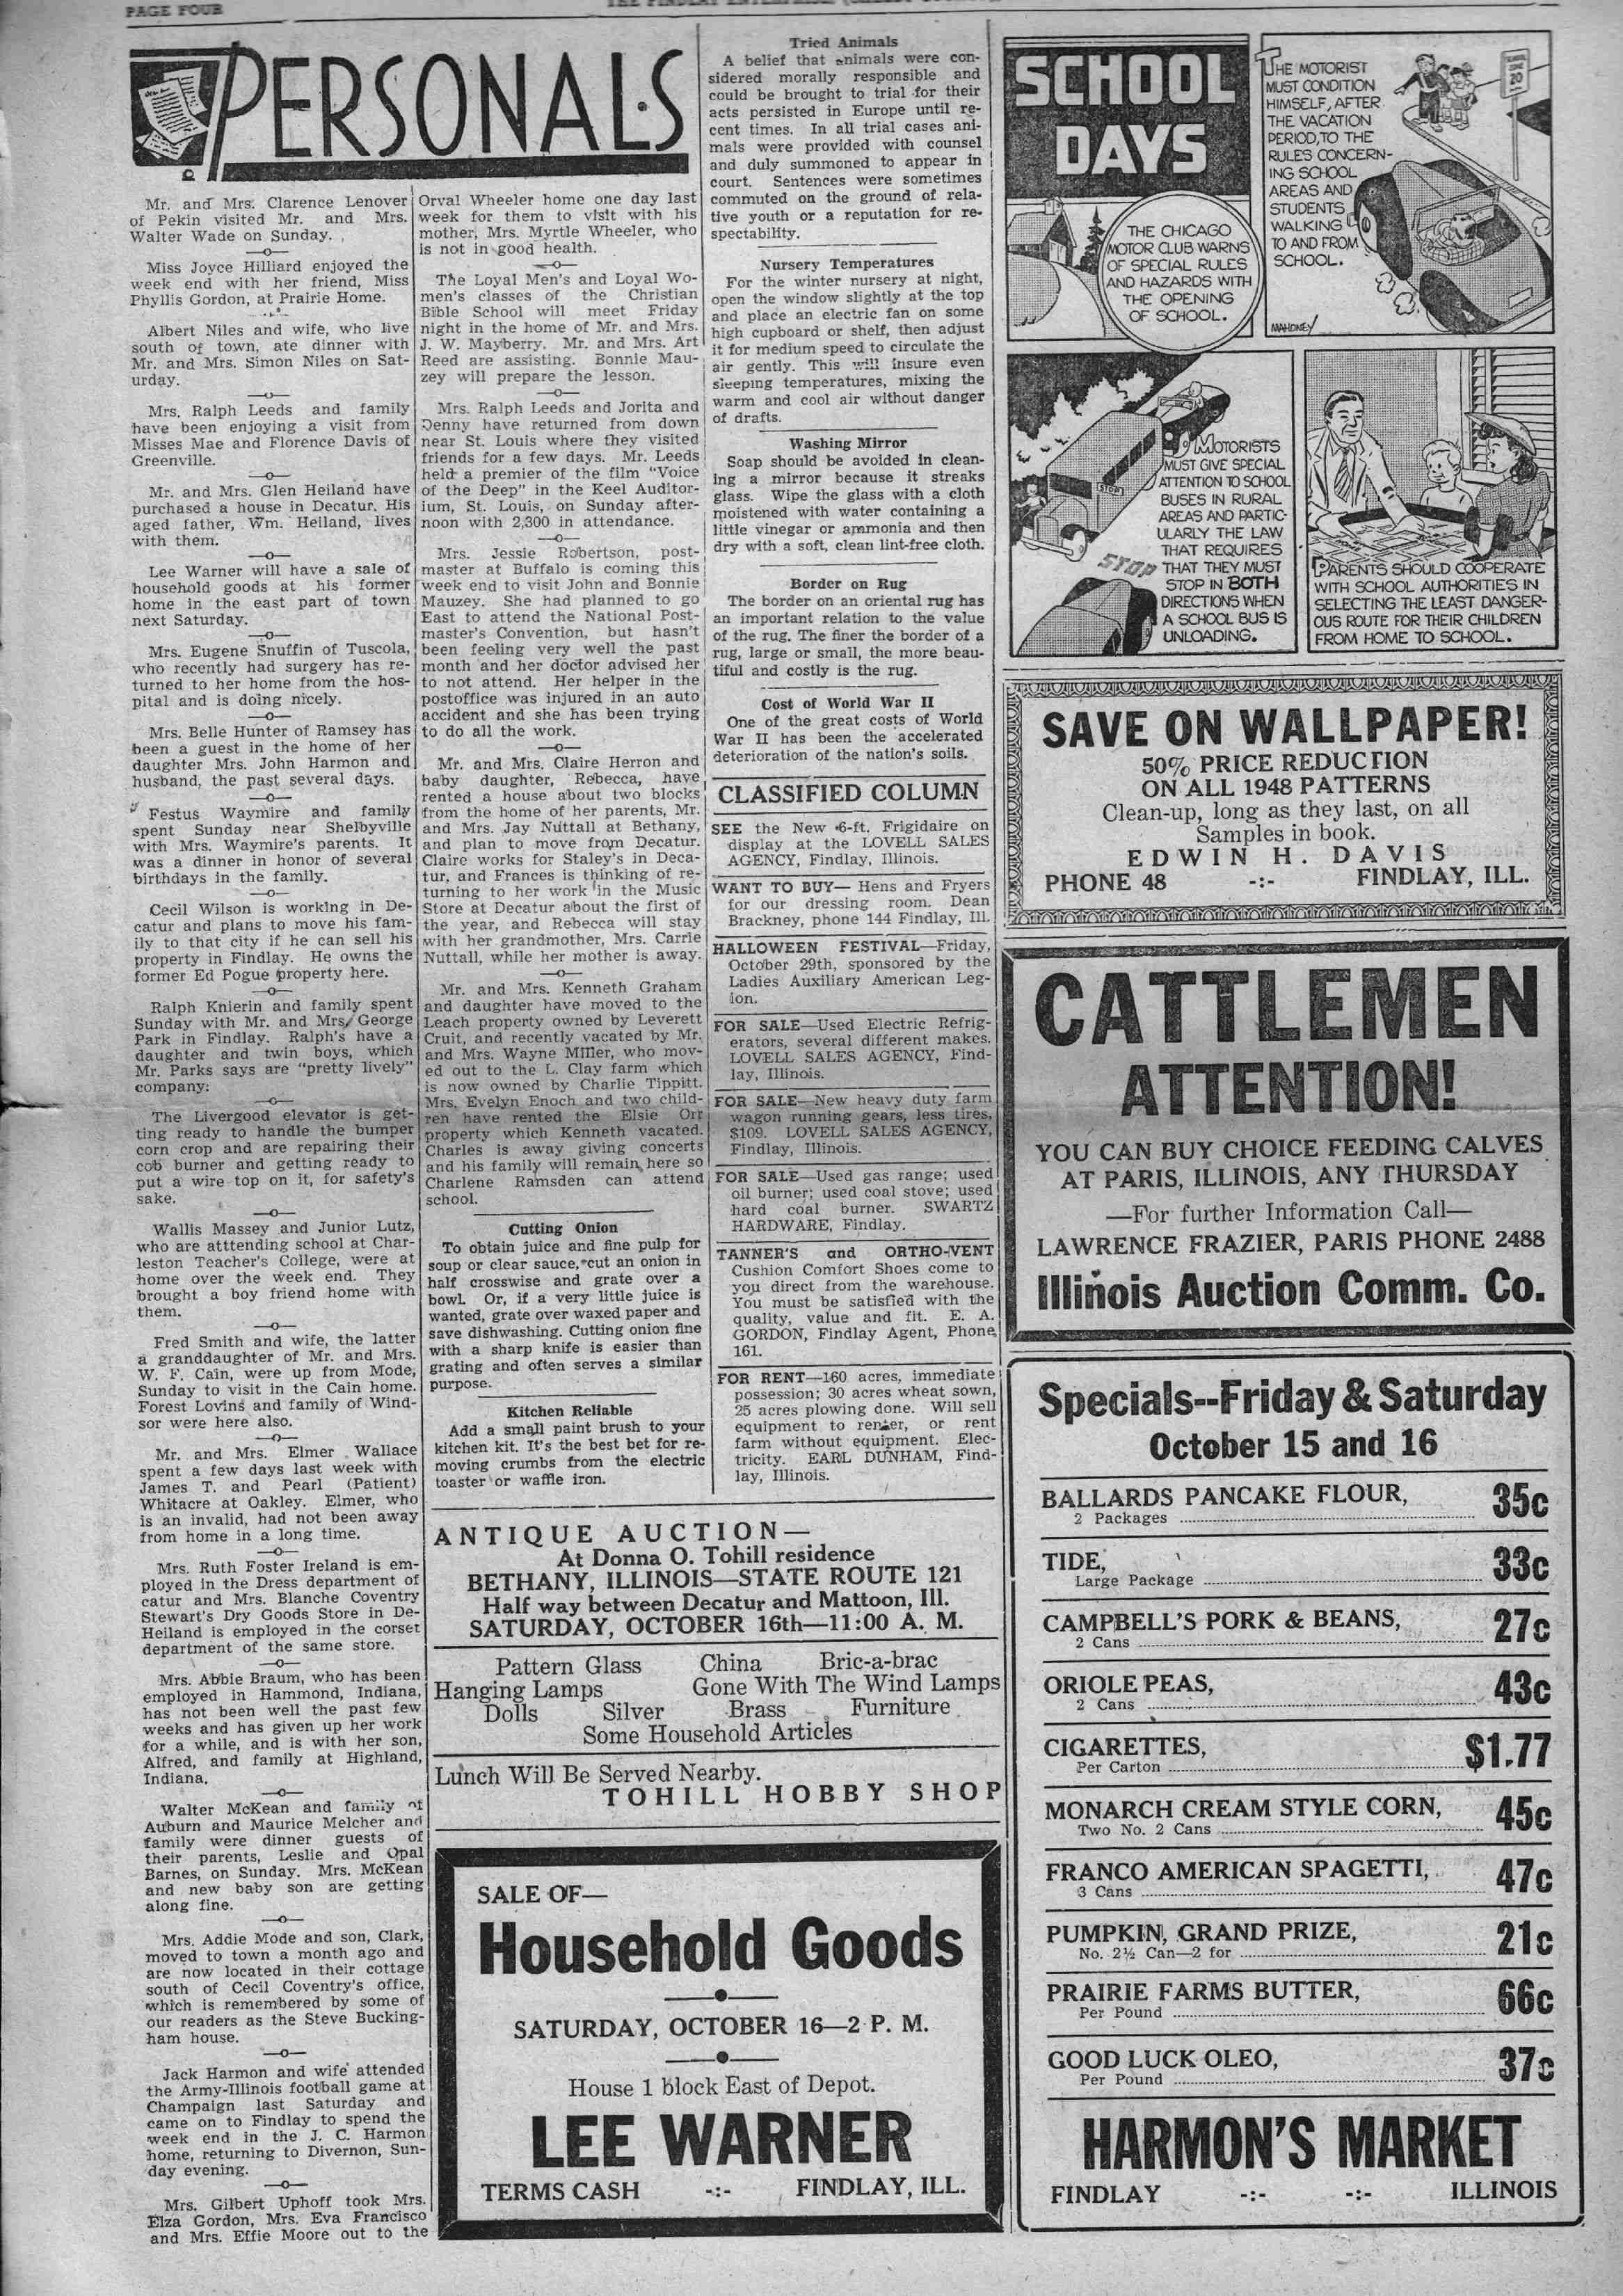 PAGE FOUR
PERSONALS
Mr. and Mrs. Clarence Lenover
of Pekin visited Mr. and Mrs.
Walter Wade on Sunday.
—o—
Miss Joyce Hilliard enjoyed the
week end with her friend, Miss
Phyllis Gordon, at Prairie Home.
Albert Niles and wife, who live
south of town, ate dinner with
Mr. and Mrs. Simon Niles on Sat-
urday.
—o—
Mrs. Ralph Leeds and family
have been enjoying a visit from
Misses Mae and Florence Davis of
Greenville.
—o—
Mr. and Mrs. Glen Heiland have
purchased a house in Decatur. His
aged father, Wm. Heiland, lives
with them.
—o—
Lee Warner will have a sale of
household goods at his former
home in the east part of town
next Saturday.
—o—
Mrs. Eugene Snuffin of Tuscola,
who recently had surgery has re-
turned to her home from the hos-
pital and is doing nicely.
—o—
Mrs. Belle Hunter of Ramsey has
been a guest in the home of her
daughter Mrs. John Harmon and
husband, the past several days.
—o—
Festus Waymire and family
spent Sunday near Shelbyville
with Mrs. Waymire's parents. It
was a dinner in honor of several
birthdays in the family.
—o—
Cecil Wilson is working in De-
catur and plans to move his fam-
ily to that city if he can sell his
property in Findlay. He owns the
former Ed Pogue property here.
—o—
Ralph Knierin and family spent
Sunday with Mr. and Mrs. George
Park in Findlay. Ralph's have a
daughter and twin boys, which
Mr. Parks says are "pretty lively"
company.
—o—
The Livergood elevator is get-
ting ready to handle the bumper
corn crop and are repairing their
cob burner and getting ready to
put a wire top on it, for safety's
sake.
—o—
Wallis Massey and Junior Lutz,
who are atttending school at Char-
leston Teacher's College, were at
home over the week end. They
brought a boy friend home with
them.
—o—
Fred Smith and wife, the latter
a granddaughter of Mr. and Mrs.
W. F. Cain, were up from Mode,
Sunday to visit in the Cain home.
Forest Lovins and family of Wind-
sor were here also.
—o—
Mr. and Mrs. Elmer Wallace
spent a few days last week with
James T. and Pearl (Patient)
Whitacre at Oakley. Elmer, who
is an invalid, had not been away
from home in a long time.
—o—
Mrs. Ruth Foster Ireland is em-
ployed in the Dress department of
catur and Mrs. Blanche Coventry
Stewart's Dry Goods Store in De-
Heiland is employed in the corset
department of the same store.
—o—
Mrs. Abbie Braum, who has been
employed in Hammond, Indiana,
has not been well the past few
weeks and has given up her work
for a while, and is with her son,
Alfred, and family at Highland,
Indiana.
—o—
Walter McKean and family of
Auburn and Maurice Melcher and
family were dinner guests of
their parents, Leslie and Opal
Barnes, on Sunday. Mrs. McKean
and new baby son are getting
along fine.
—o—
Mrs. Addie Mode and son, Clark,
moved to town a month ago and
are now located in their cottage
south of Cecil Coventry's office,
which is remembered by some of
our readers as the Steve Bucking-
ham house.
—o—
Jack Harmon and wife attended
the Army-Illinois football game at
Champaign last Saturday and
came on to Findlay to spend the
week end in the J. C. Harmon
home, returning to Divernon, Sun-
day evening.
—o—
Mrs. Gilbert Uphoff took Mrs.
Elza Gordon, Mrs. Eva Francisco
and Mrs. Effie Moore out to the
Orval Wheeler home one day last
week for them to visit with his
mother, Mrs. Myrtle Wheeler, who
is not in good health.
—o—
The Loyal Men's and Loyal Wo-
men's classes of the Christian
Bible School will meet Friday
night in the home of Mr. and Mrs.
J. W. Mayberry. Mr. and Mrs. Art
Reed are assisting. Bonnie Mau-
zey will prepare the lesson.
—o—
Mrs. Ralph Leeds and Jorita and
Denny have returned from down
near St. Louis where they visited
friends for a few days. Mr. Leeds
held a premier of the film "Voice
of the Deep" in the Keel Auditor-
ium, St. Louis, on Sunday after-
noon with 2,300 in attendance.
—o—
Mrs. Jessie Robertson, post-
master at Buffalo is coming this
week end to visit John and Bonnie
Mauzey. She had planned to go
East to attend the National Post-
master's Convention, but hasn't
been feeling very well the past
month and her doctor advised her
to not attend. Her helper in the
postoffice was injured in an auto
accident and she has been trying
to do all the work.
—o—
Mr. and Mrs. Claire Herron and
baby daughter, Rebecca, have
rented a house about two blocks
from the home of her parents, Mr.
and Mrs. Jay Nuttall at Bethany,
and plan to move from Decatur.
Claire works for Staley's in Deca-
tur, and Frances is thinking of re-
turning to her work in the Music
Store at Decatur about the first of
the year, and Rebecca will stay
with her grandmother, Mrs. Carrie
Nuttall, while her mother is away.
—o—
Mr. and Mrs. Kenneth Graham
and daughter have moved to the
Leach property owned by Leverett
Cruit, and recently vacated by Mr.
and Mrs. Wayne Miller, who mov-
ed out to the L. Clay farm which
is now owned by Charlie Tippitt.
Mrs. Evelyn Enoch and two child-
ren have rented the Elsie Orr
property which Kenneth vacated.
Charles is away giving concerts
and his family will remain here so
Charlene Ramsden can attend
school.
Cutting Onion
To obtain juice and fine pulp for
soup or clear sauce, cut an onion in
half crosswise and grate over a
bowl. Or, if a very little juice is
wanted, grate over waxed paper and
save dishwashing. Cutting onion fine
with a sharp knife is easier than
grating and often serves a similar
purpose.
Kitchen Reliable
Add a small paint brush to your
kitchen kit. It's the best bet for re-
moving crumbs from the electric
toaster or waffle iron.
Tried Animals
A belief that animals were con-
sidered morally responsible and
could be brought to trial for their
acts persisted in Europe until re-
cent times. In all trial cases ani-
mals were provided with counsel
and duly summoned to appear in
court. Sentences were sometimes
commuted on the ground of rela-
tive youth or a reputation for re-
spectability.
Nursery Temperatures
For the winter nursery at night,
open the window slightly at the top
and place an electric fan on some
high cupboard or shelf, then adjust
it for medium speed to circulate the
air gently. This will insure even
sleeping temperatures, mixing the
warm and cool air without danger
of drafts.
Washing Mirror
Soap should be avoided in clean-
ing a mirror because it streaks
glass. Wipe the glass with a cloth
moistened with water containing a
little vinegar or ammonia and then
dry with a soft, clean lint-free cloth.
Border on Rug
The border on an oriental rug has
an important relation to the value
of the rug. The finer the border of a
rug, large or small, the more beau-
tiful and costly is the rug.
Cost of World War II
One of the great costs of World
War II has been the accelerated
deterioration of the nation's soils.
CLASSIFIED COLUMN
SEE the New 6-ft. Frigidaire on
display at the LOVELL SALES
AGENCY, Findlay, Illinois.
WANT TO BUY— Hens and Fryers
for our dressing room. Dean
Brackney, phone 144 Findlay, Ill.
HALLOWEEN FESTIVAL—Friday,
October 29th, sponsored by the
Ladies Auxiliary American Leg-
ion.
FOR SALE—Used Electric Refrig-
erators, several different makes.
LOVELL SALES AGENCY, Find-
lay, Illinois.
FOR SALE—New heavy duty farm
wagon running gears, less tires,
$109. LOVELL SALES AGENCY,
Findlay, Illinois.
FOR SALE—Used gas range; used
oil burner; used coal stove; used
hard coal burner. SWARTZ
HARDWARE, Findlay.
TANNER'S and ORTHO-VENT
Cushion Comfort Shoes come to
you direct from the warehouse.
You must be satisfied with the
quality, value and fit. E. A.
GORDON, Findlay Agent, Phone
161.
FOR RENT—160 acres, immediate
possession; 30 acres wheat sown,
25 acres plowing done. Will sell
equipment to renter, or rent
farm without equipment. Elec-
tricity. EARL DUNHAM, Find-
lay, Illinois.
ANTIQUE AUCTION—
At Donna O. Tohill residence
BETHANY, ILLINOIS—STATE ROUTE 121
Half way between Decatur and Mattoon, Ill.
SATURDAY, OCTOBER 16th—11:00 A. M.
Pattern Glass China Bric-a-brac
Hanging Lamps Gone With The Wind Lamps
Dolls Silver Brass Furniture
Some Household Articles
Lunch Will Be Served Nearby.
TOHILL HOBBY SHOP
SALE OF—
Household Goods
SATURDAY, OCTOBER 16—2 P. M.
House 1 block East of Depot.
LEE WARNER
TERMS CASH -:- FINDLAY, ILL.
SCHOOL
DAYS
THE CHICAGO
MOTOR CLUB WARNS
OF SPECIAL RULES
AND HAZARDS WITH
THE OPENING
OF SCHOOL.
THE MOTORIST
MUST CONDITION
HIMSELF, AFTER
THE VACATION
PERIOD, TO THE
RULES CONCERN-
ING SCHOOL
AREAS AND
STUDENTS
WALKING
TO AND FROM
SCHOOL.
20
MAHONEY
MOTORISTS
MUST GIVE SPECIAL
ATTENTION TO SCHOOL
BUSES IN RURAL
AREAS AND PARTIC-
ULARLY THE LAW
THAT REQUIRES
THAT THEY MUST
STOP IN BOTH
DIRECTIONS WHEN
A SCHOOL BUS IS
UNLOADING.
STOP
STOP
PARENTS SHOULD COOPERATE
WITH SCHOOL AUTHORITIES IN
SELECTING THE LEAST DANGER-
OUS ROUTE FOR THEIR CHILDREN
FROM HOME TO SCHOOL.
SAVE ON WALLPAPER!
50% PRICE REDUCTION
ON ALL 1948 PATTERNS
Clean-up, long as they last, on all
Samples in book.
EDWIN H. DAVIS
PHONE 48 -:- FINDLAY, ILL.
CATTLEMEN
ATTENTION!
YOU CAN BUY CHOICE FEEDING CALVES
AT PARIS, ILLINOIS, ANY THURSDAY
—For further Information Call—
LAWRENCE FRAZIER, PARIS PHONE 2488
Illinois Auction Comm. Co.
Specials--Friday & Saturday
October 15 and 16
BALLARDS PANCAKE FLOUR,
2 Packages 35c
TIDE,
Large Package 33c
CAMPBELL'S PORK & BEANS,
2 Cans 27c
ORIOLE PEAS,
2 Cans 43c
CIGARETTES,
Per Carton $1.77
MONARCH CREAM STYLE CORN,
Two No. 2 Cans 45c
FRANCO AMERICAN SPAGETTI,
3 Cans 47c
PUMPKIN, GRAND PRIZE,
No. 2½ Can—2 for 21c
PRAIRIE FARMS BUTTER,
Per Pound 66c
GOOD LUCK OLEO,
Per Pound 37c
HARMON'S MARKET
FINDLAY -:- -:- ILLINOIS